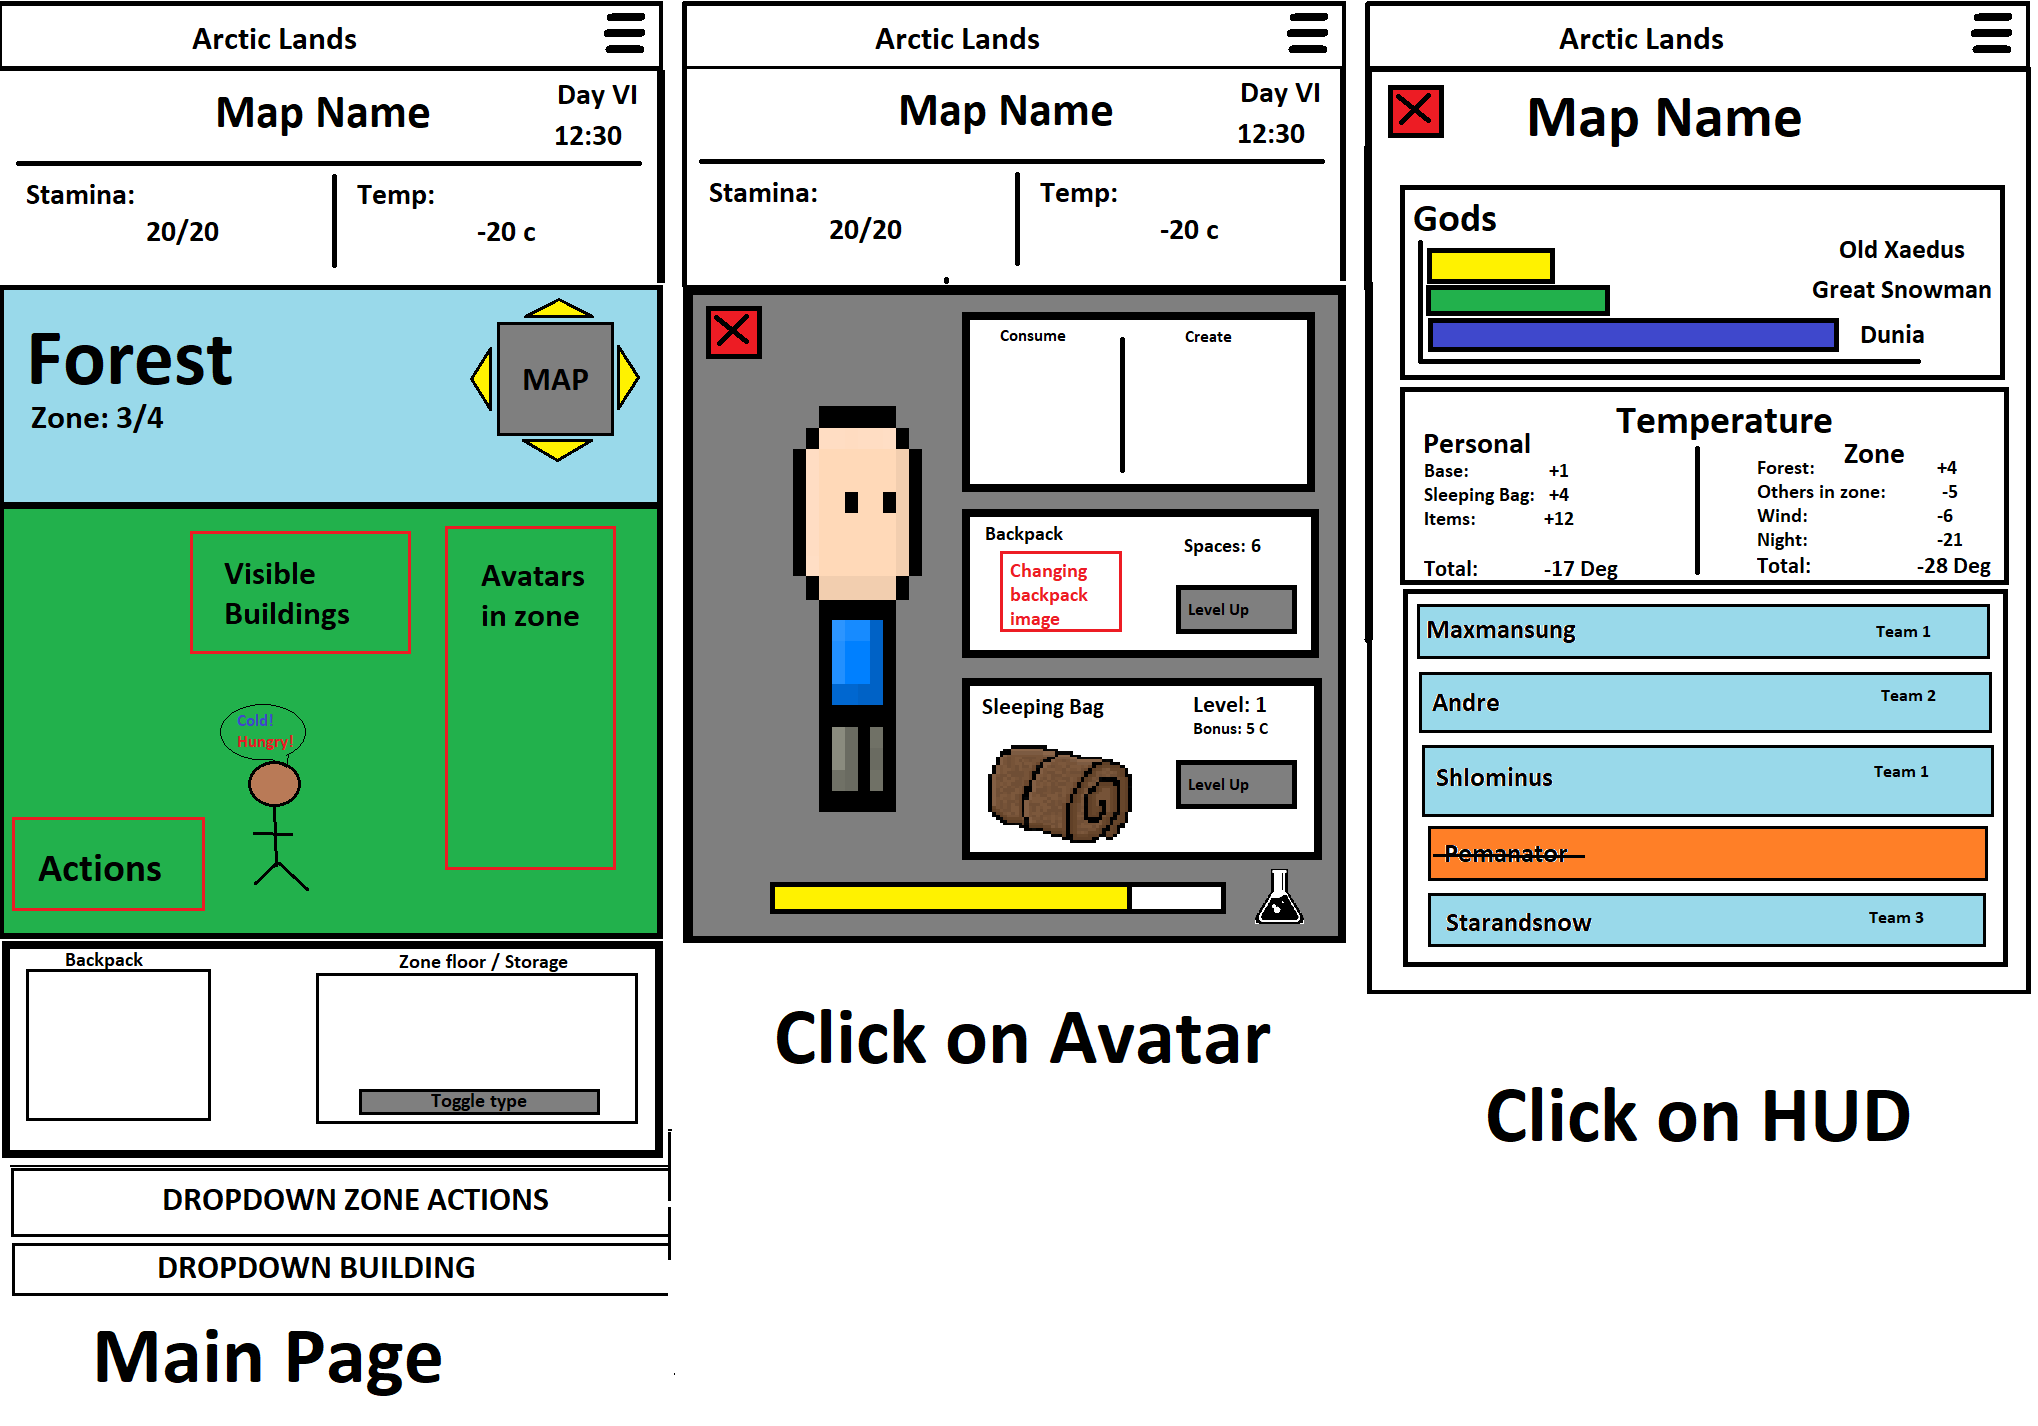 Arctic Lands
Map Name
Day VI
12:30
Stamina:
20/20
Temp:
-20 c
Forest
Zone: 3/4
MAP
Visible
Buildings
Avatars
in zone
Cold!
Hungry!
Actions
Backpack
Zone floor / Storage
Toggle type
DROPDOWN ZONE ACTIONS
DROPDOWN BUILDING
Main Page
Arctic Lands
Map Name
Day VI
12:30
Stamina:
20/20
Temp:
-20 c
Consume
Create
Backpack
Spaces: 6
Changing
backpack
image
Level Up
Sleeping Bag
Level: 1
Bonus: 5 C
Level Up
Click on Avatar
Arctic Lands
Map Name
Gods
Old Xaedus
Great Snowman
Dunia
Temperature
Personal
Base: +1
Sleeping Bag: +4
Items: +12
Total: -17 Deg
Zone
Forest: +4
Others in zone: -5
Wind: -6
Night: -21
Total: -28 Deg
Maxmansung Team 1
Andre Team 2
Shlominus Team 1
Pemanator
Starandsnow Team 3
Click on HUD